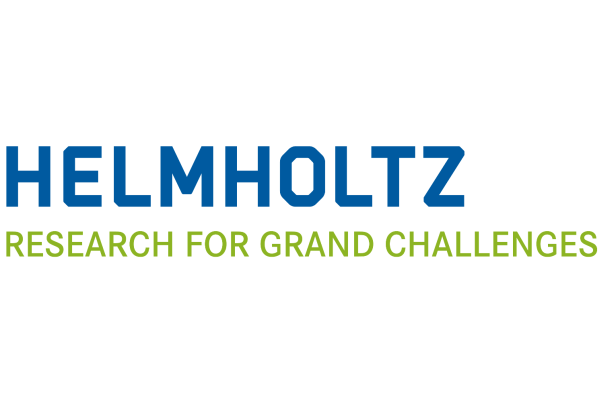 HELMHOLTZ
RESEARCH FOR GRAND CHALLENGES